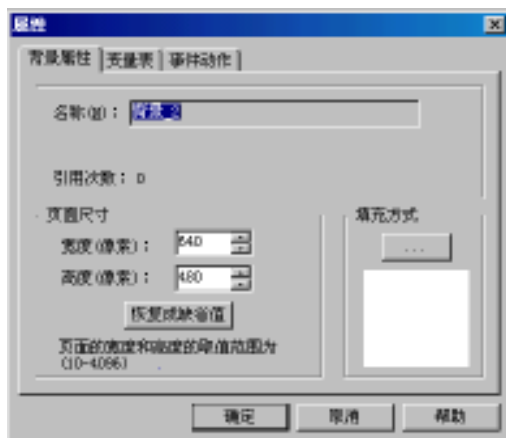 属性
背景属性 变量表 事件动作
名称(N): 背景_2
引用次数: 0
页面尺寸
填充方式
宽度(像素): 640
...
高度(像素): 480
恢复成缺省值
页面的宽度和高度的取值范围为
(10-4096)
确定 取消 帮助